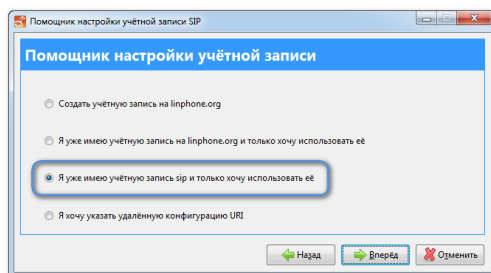 Помощник настройки учётной записи SIP
Помощник настройки учётной записи
Создать учётную запись на linphone.org
Я уже имею учётную запись на linphone.org и только хочу использовать её
Я уже имею учётную запись sip и только хочу использовать её
Я хочу указать удалённую конфигурацию URI
Назад Вперёд Отменить